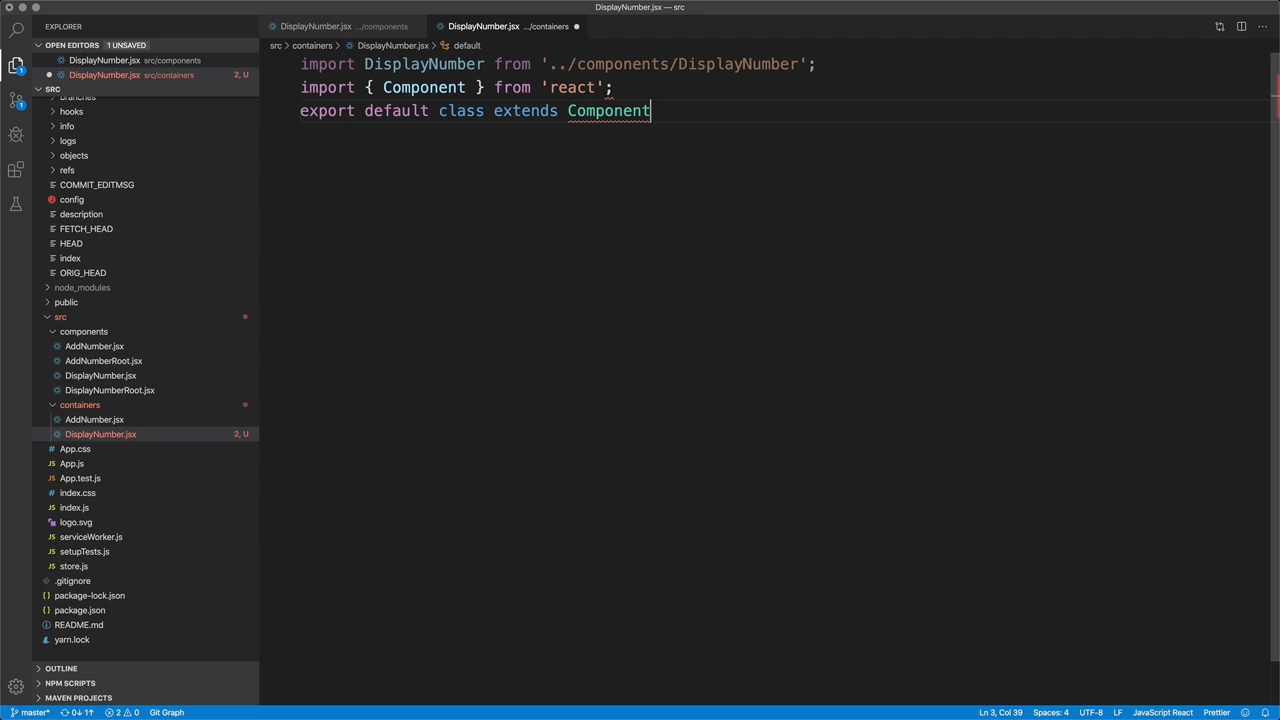 DisplayNumber.jsx — src
EXPLORER
OPEN EDITORS 1 UNSAVED
DisplayNumber.jsx src/components
DisplayNumber.jsx src/containers 2, U
SRC
branches
hooks
info
logs
objects
refs
COMMIT_EDITMSG
config
description
FETCH_HEAD
HEAD
index
ORIG_HEAD
node_modules
public
src
components
AddNumber.jsx
AddNumberRoot.jsx
DisplayNumber.jsx
DisplayNumberRoot.jsx
containers
AddNumber.jsx
DisplayNumber.jsx 2, U
App.css
App.js
App.test.js
index.css
index.js
logo.svg
serviceWorker.js
setupTests.js
store.js
.gitignore
package-lock.json
package.json
README.md
yarn.lock
OUTLINE
NPM SCRIPTS
MAVEN PROJECTS
DisplayNumber.jsx .../components
DisplayNumber.jsx .../containers
src > containers > DisplayNumber.jsx > default
import DisplayNumber from '../components/DisplayNumber';
import { Component } from 'react';
export default class extends Component
master* 0↓ 1↑ 2 0 Git Graph
Ln 3, Col 39 Spaces: 4 UTF-8 LF JavaScript React Prettier